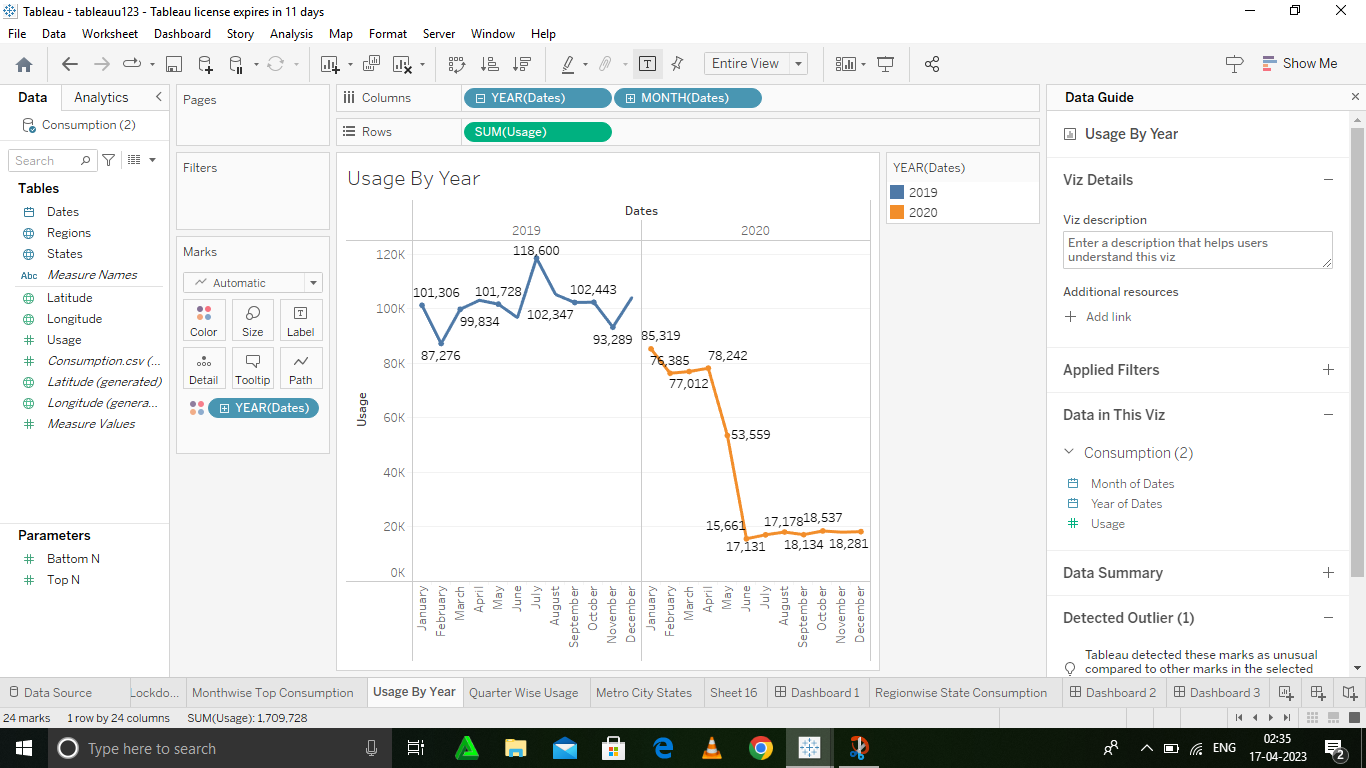 Tableau - tableauu123 - Tableau license expires in 11 days
File Data Worksheet Dashboard Story Analysis Map Format Server Window Help
Entire View
Show Me
Data Analytics
Consumption (2)
Search
Tables
Dates
Regions
States
Abc Measure Names
Latitude
Longitude
Usage
Consumption.csv (...
Latitude (generated)
Longitude (genera...
Measure Values
Parameters
Battom N
Top N
Pages
Filters
Marks
Automatic
Color Size Label
Detail Tooltip Path
YEAR(Dates)
Columns YEAR(Dates) MONTH(Dates)
Rows SUM(Usage)
Usage By Year
Dates
2019 2020
Usage
120K
100K
80K
60K
40K
20K
0K
101,306
87,276
99,834
101,728
118,600
102,347
102,443
93,289
85,319
76,385
77,012
78,242
53,559
15,661
17,131
17,178
18,134
18,537
18,281
January February March April May June July August September October November December January February March April May June July August September October November December
YEAR(Dates)
2019
2020
Data Guide
Usage By Year
Viz Details
Viz description
Enter a description that helps users
understand this viz
Additional resources
Add link
Applied Filters
Data in This Viz
Consumption (2)
Month of Dates
Year of Dates
Usage
Data Summary
Detected Outlier (1)
Tableau detected these marks as unusual
compared to other marks in the selected
Data Source Lockdo... Monthwise Top Consumption Usage By Year Quarter Wise Usage Metro City States Sheet 16 Dashboard 1 Regionwise State Consumption Dashboard 2 Dashboard 3
24 marks 1 row by 24 columns SUM(Usage): 1,709,728
Type here to search
ENG
02:35
17-04-2023
2